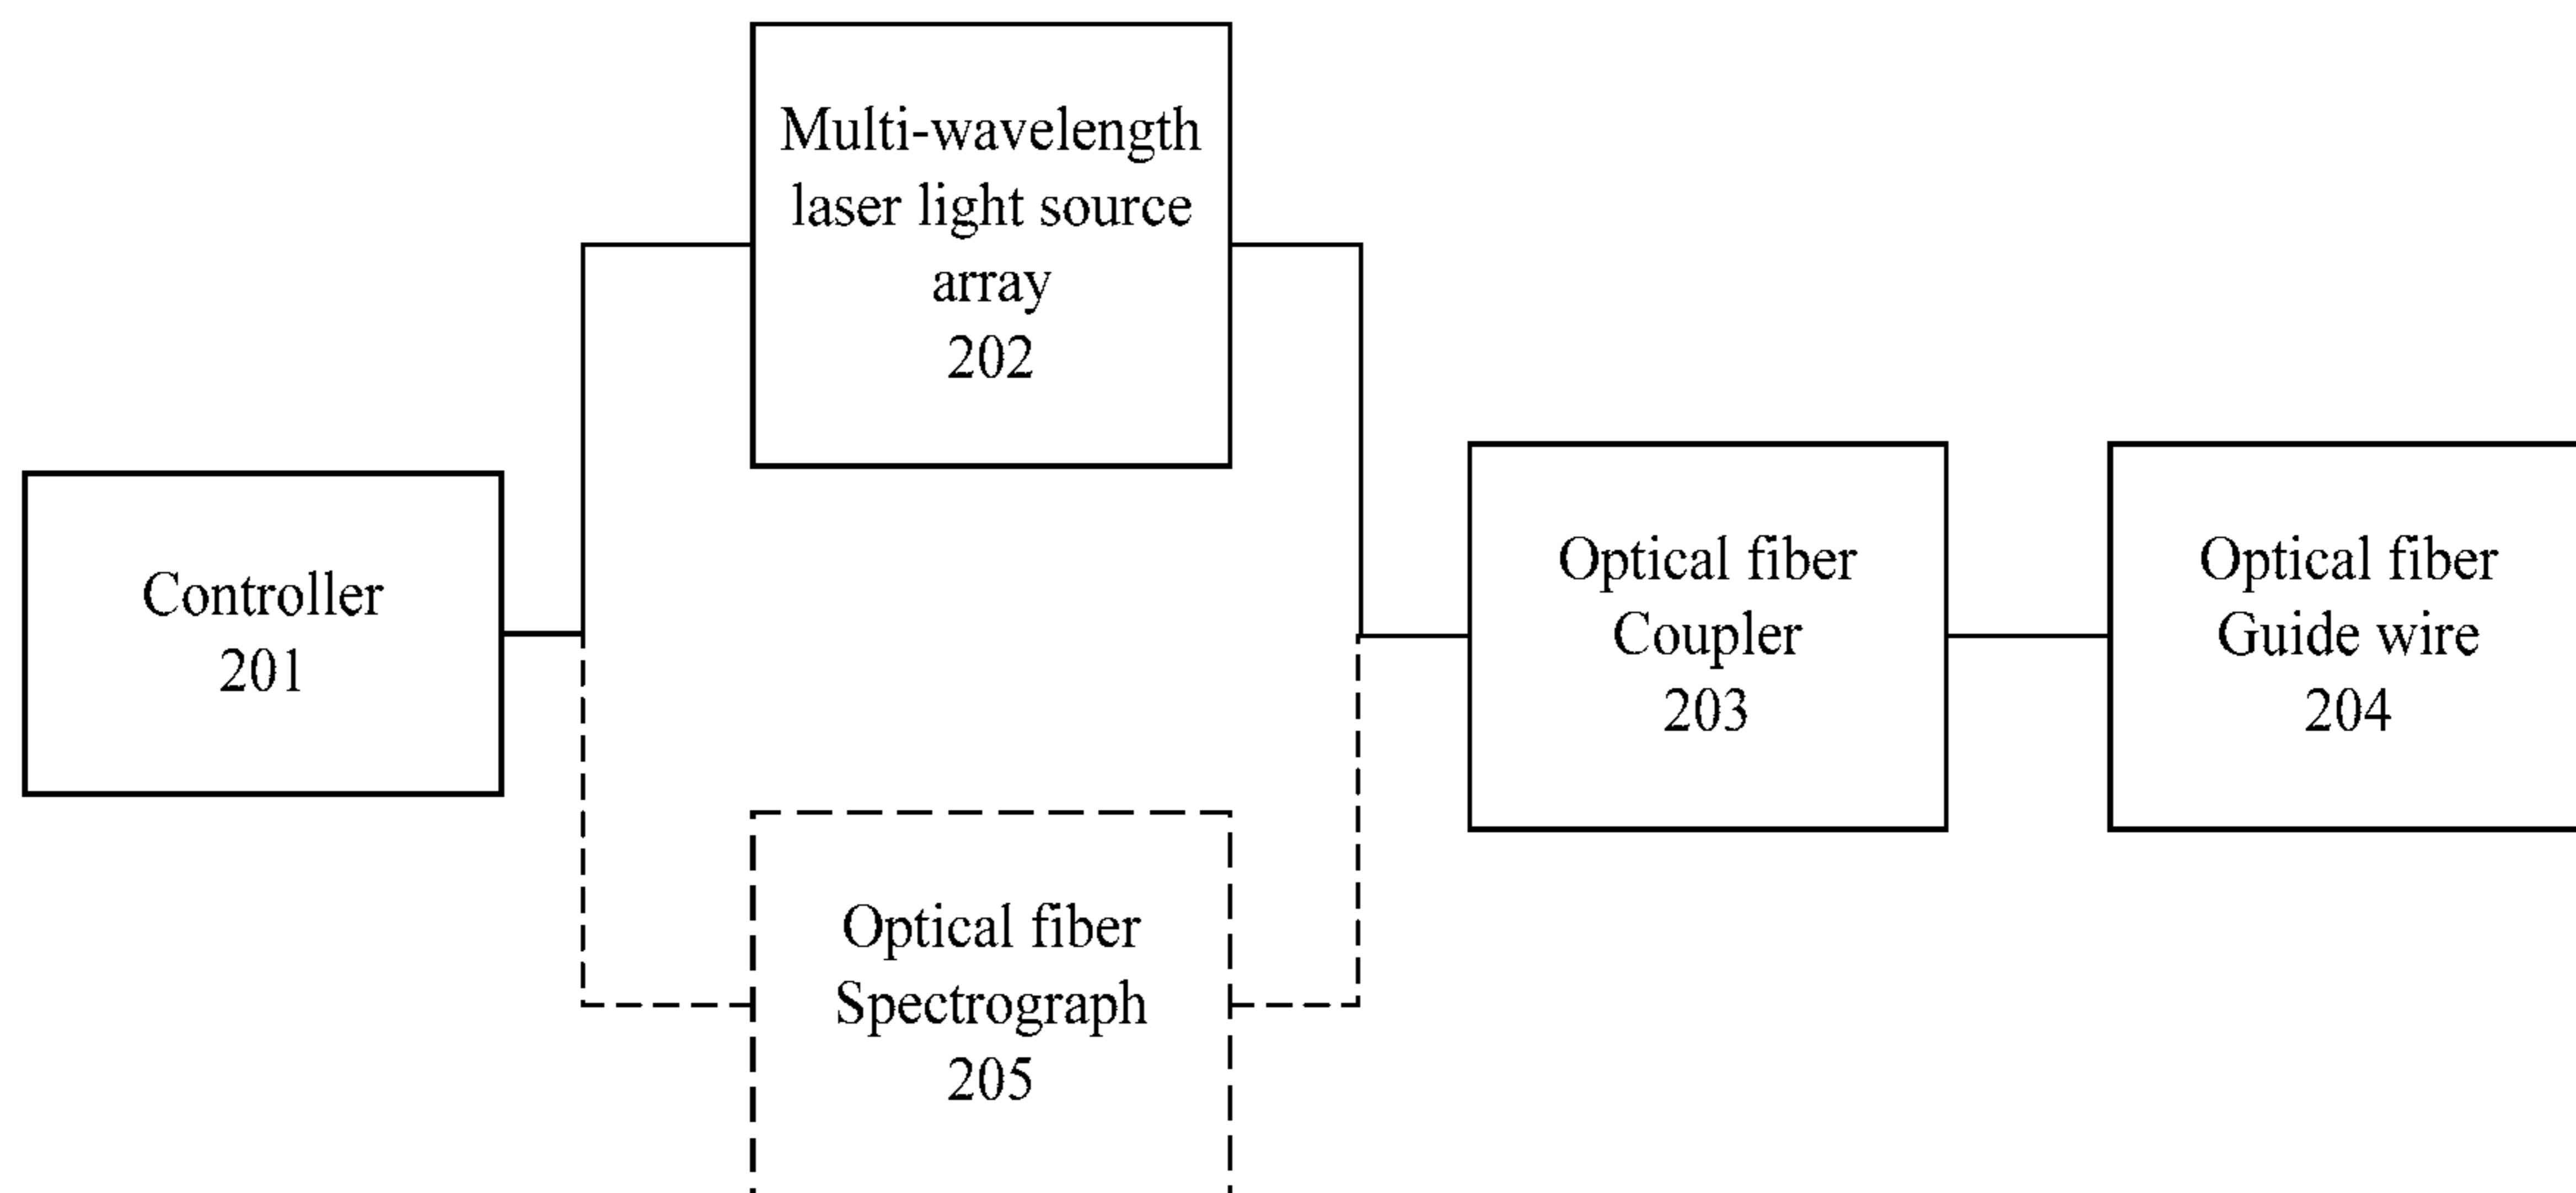 Multi-wavelength
laser light source
array
202
Controller
201
Optical fiber
Coupler
203
Optical fiber
Guide wire
204
Optical fiber
Spectrograph
205